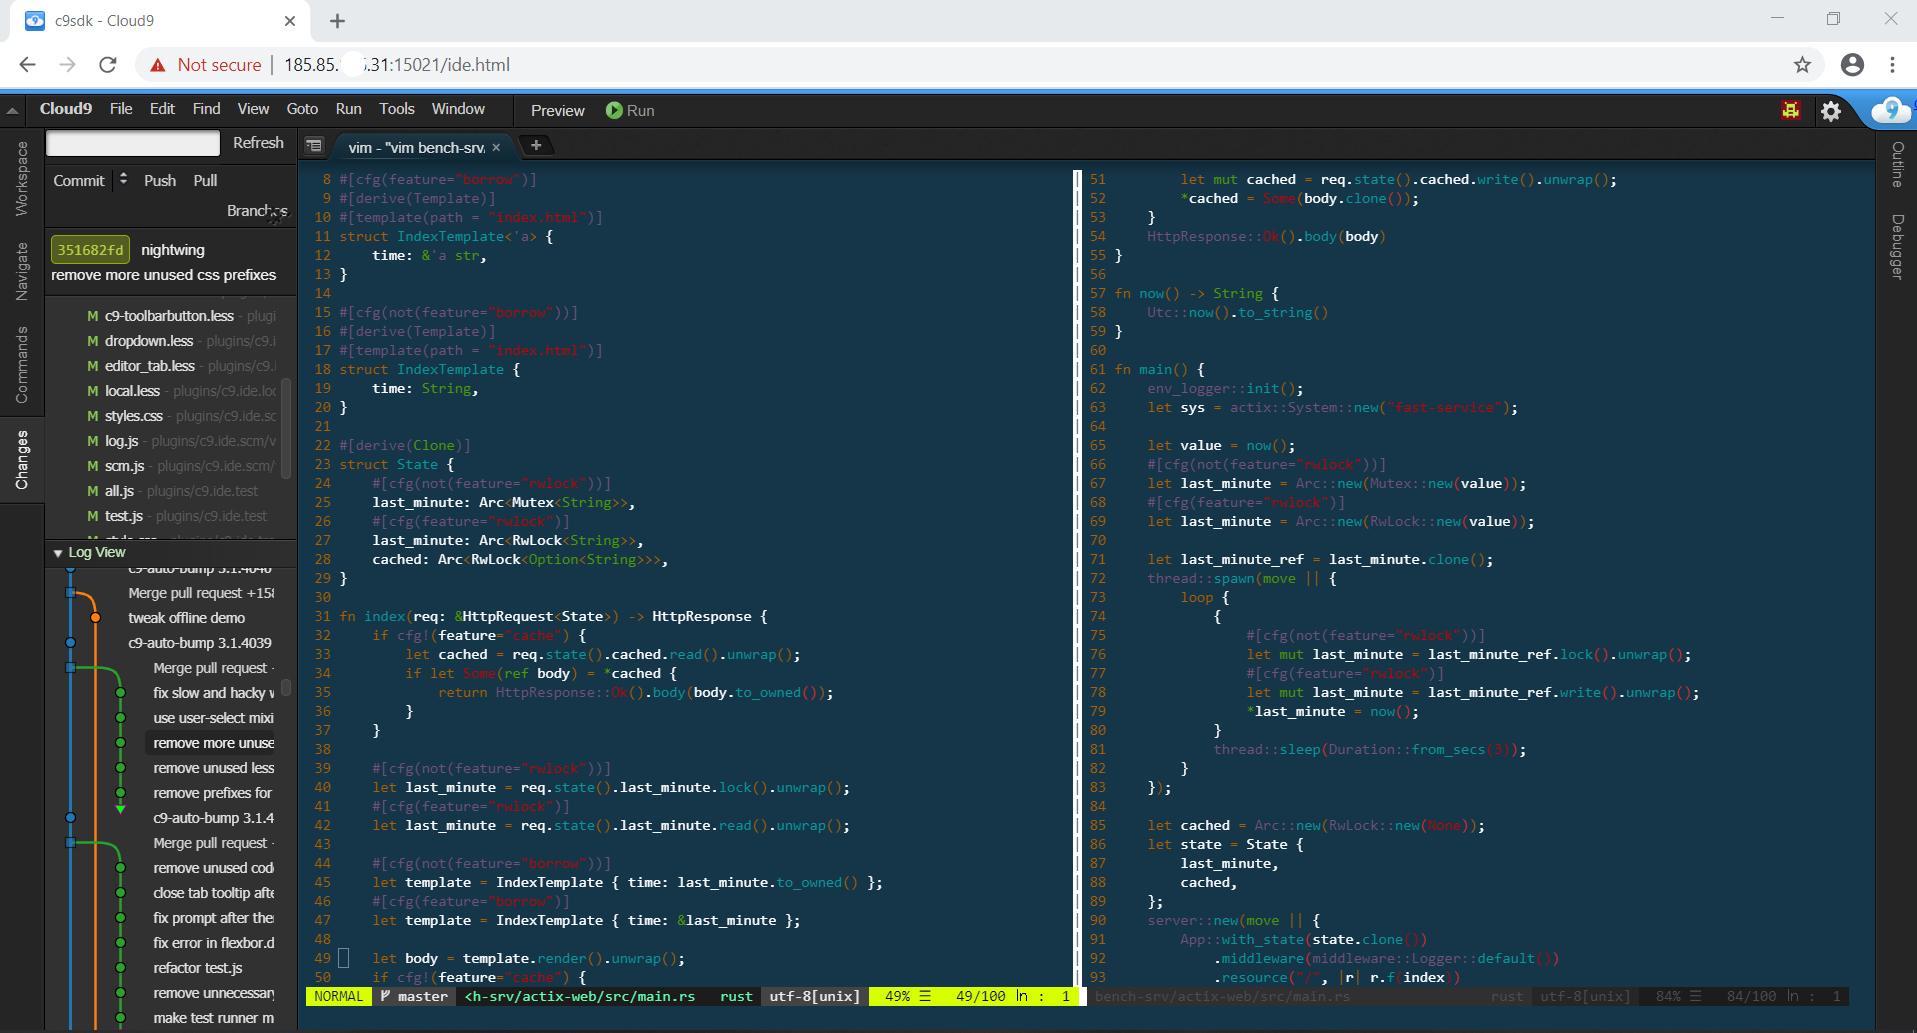 c9sdk - Cloud9
Not secure | 185.85. .31:15021/ide.html
Cloud9 File Edit Find View Goto Run Tools Window Preview Run
Workspace
Navigate
Commands
Changes
Refresh
Commit Push Pull
Branches
351682fd nightwing
remove more unused css prefixes
M c9-toolbarbutton.less - plugi
M dropdown.less - plugins/c9.i
M editor_tab.less - plugins/c9.
M local.less - plugins/c9.ide.loc
M styles.css - plugins/c9.ide.sc
M log.js - plugins/c9.ide.scm/v
M scm.js - plugins/c9.ide.scm/
M all.js - plugins/c9.ide.test
M test.js - plugins/c9.ide.test
Log View
c9-auto-bump 3.1.4040
Merge pull request +158
tweak offline demo
c9-auto-bump 3.1.4039
Merge pull request
fix slow and hacky
use user-select mixi
remove more unuse
remove unused less
remove prefixes for
c9-auto-bump 3.1.4
Merge pull request
remove unused cod
close tab tooltip afte
fix prompt after the
fix error in flexbor.d
refactor test.js
remove unnecessary
make test runner m
vim - "vim bench-srv/
8 #[cfg(feature="borrow")]
9 #[derive(Template)]
10 #[template(path = "index.html")]
11 struct IndexTemplate<'a> {
12     time: &'a str,
13 }
14
15 #[cfg(not(feature="borrow"))]
16 #[derive(Template)]
17 #[template(path = "index.html")]
18 struct IndexTemplate {
19     time: String,
20 }
21
22 #[derive(Clone)]
23 struct State {
24     #[cfg(not(feature="rwlock"))]
25     last_minute: Arc<Mutex<String>>,
26     #[cfg(feature="rwlock")]
27     last_minute: Arc<RwLock<String>>,
28     cached: Arc<RwLock<Option<String>>>,
29 }
30
31 fn index(req: &HttpRequest<State>) -> HttpResponse {
32     if cfg!(feature="cache") {
33         let cached = req.state().cached.read().unwrap();
34         if let Some(ref body) = *cached {
35             return HttpResponse::Ok().body(body.to_owned());
36         }
37     }
38
39     #[cfg(not(feature="rwlock"))]
40     let last_minute = req.state().last_minute.lock().unwrap();
41     #[cfg(feature="rwlock")]
42     let last_minute = req.state().last_minute.read().unwrap();
43
44     #[cfg(not(feature="borrow"))]
45     let template = IndexTemplate { time: last_minute.to_owned() };
46     #[cfg(feature="borrow")]
47     let template = IndexTemplate { time: &last_minute };
48
49     let body = template.render().unwrap();
50     if cfg!(feature="cache") {
NORMAL master <h-srv/actix-web/src/main.rs rust utf-8[unix] 49% ☰ 49/100 ln : 1
51         let mut cached = req.state().cached.write().unwrap();
52         *cached = Some(body.clone());
53     }
54     HttpResponse::Ok().body(body)
55 }
56
57 fn now() -> String {
58     Utc::now().to_string()
59 }
60
61 fn main() {
62     env_logger::init();
63     let sys = actix::System::new("fast-service");
64
65     let value = now();
66     #[cfg(not(feature="rwlock"))]
67     let last_minute = Arc::new(Mutex::new(value));
68     #[cfg(feature="rwlock")]
69     let last_minute = Arc::new(RwLock::new(value));
70
71     let last_minute_ref = last_minute.clone();
72     thread::spawn(move || {
73         loop {
74             {
75                 #[cfg(not(feature="rwlock"))]
76                 let mut last_minute = last_minute_ref.lock().unwrap();
77                 #[cfg(feature="rwlock")]
78                 let mut last_minute = last_minute_ref.write().unwrap();
79                 *last_minute = now();
80             }
81             thread::sleep(Duration::from_secs(3));
82         }
83     });
84
85     let cached = Arc::new(RwLock::new(None));
86     let state = State {
87         last_minute,
88         cached,
89     };
90     server::new(move || {
91         App::with_state(state.clone())
92             .middleware(middleware::Logger::default())
93             .resource("/", |r| r.f(index))
bench-srv/actix-web/src/main.rs rust utf-8[unix] 84% ☰ 84/100 ln : 1
Outline
Debugger